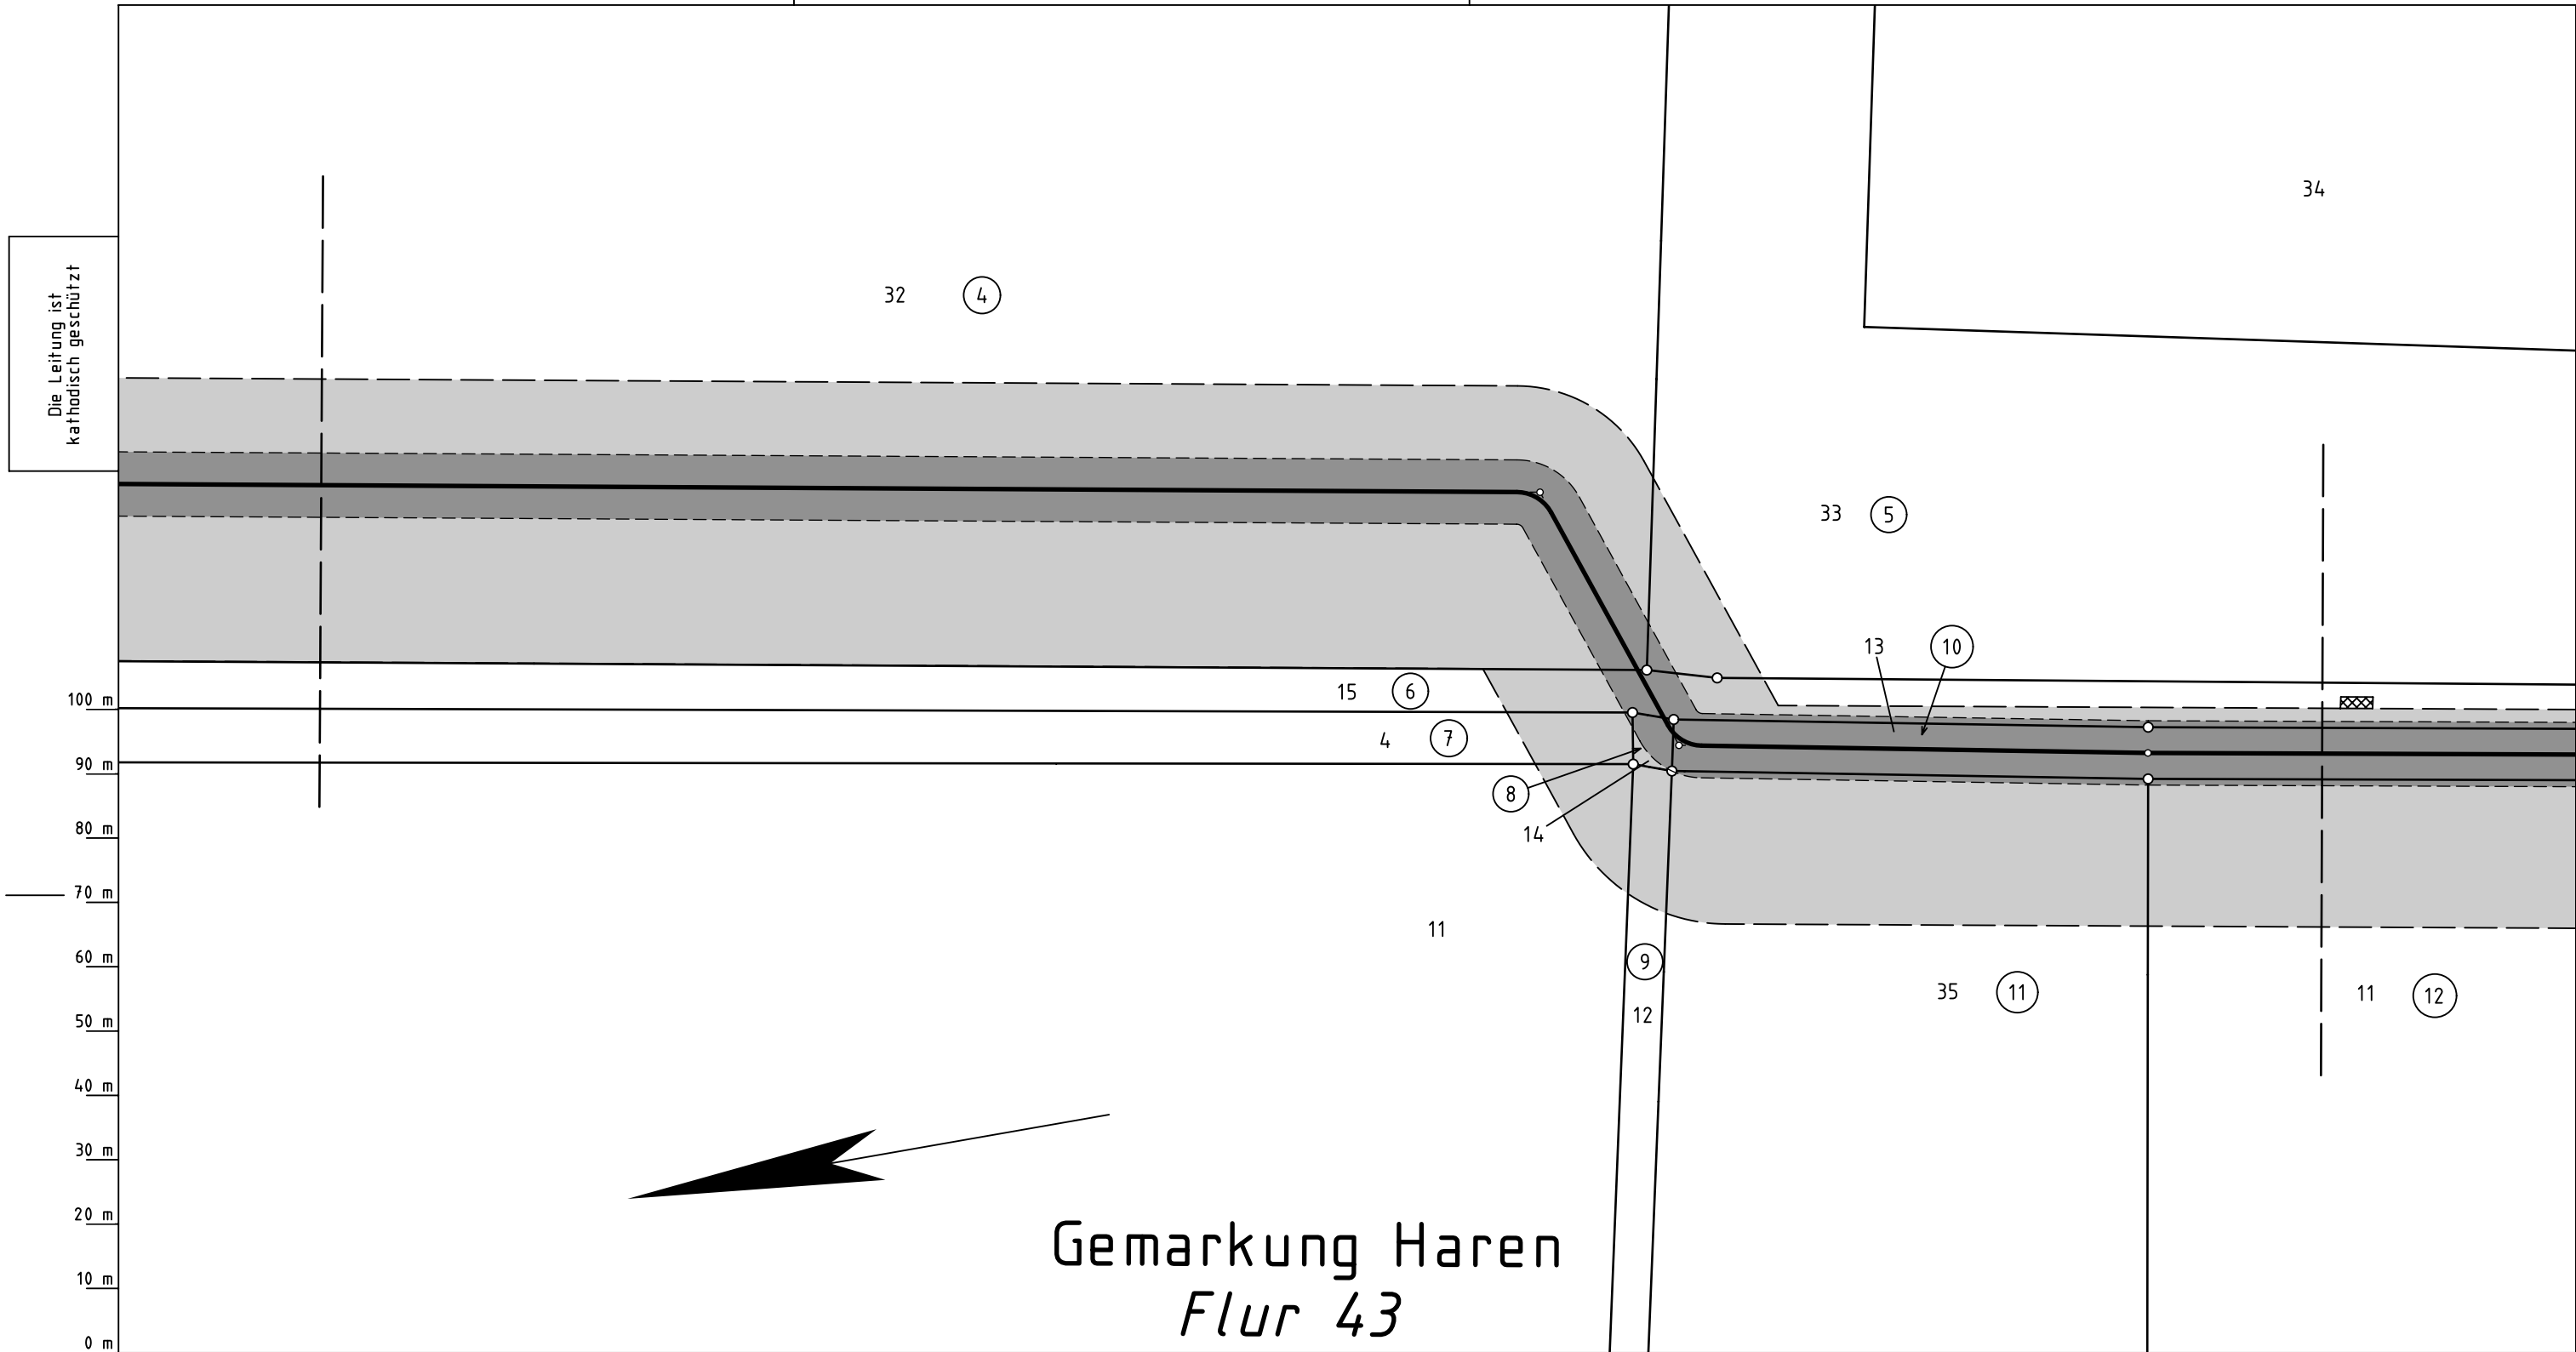 34
32 4
Die Leitung ist
kathodisch geschützt
33 5
13 10
15 6
100 m
4 7
90 m
8
80 m
14
70 m
11
60 m
9
35 11
11 12
12
50 m
40 m
30 m
20 m
Gemarkung Haren
10 m
Flur 43
0 m